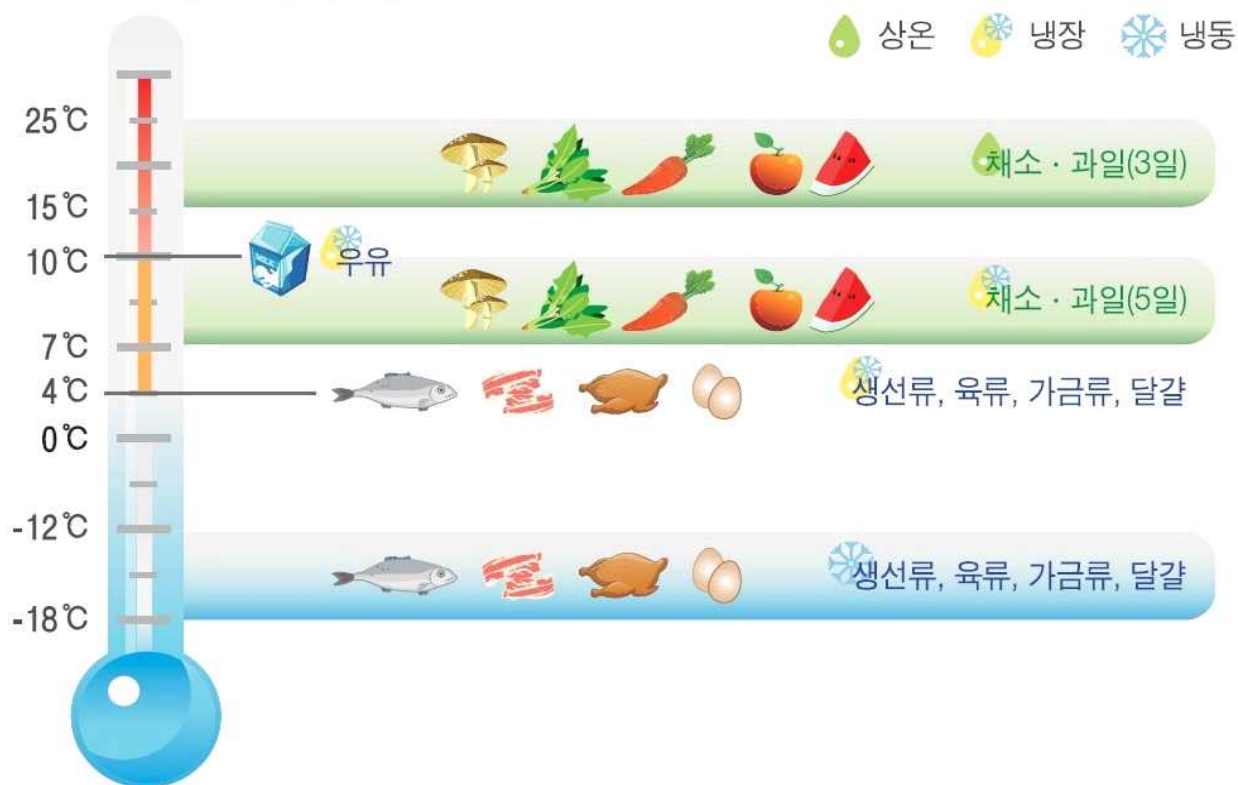 상온 냉장 냉동
25℃
채소 · 과일(3일)
15℃
10℃
MILK
우유
채소 · 과일(5일)
7℃
4℃
생선류, 육류, 가금류, 달걀
0℃
-12℃
생선류, 육류, 가금류, 달걀
-18℃